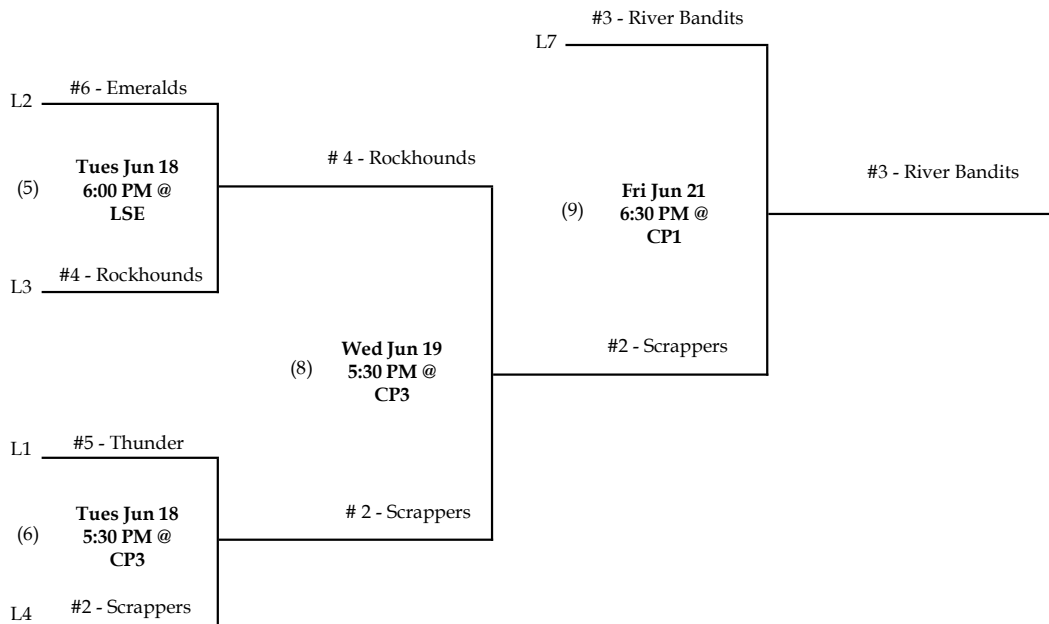 #3 - River Bandits
L7
#6 - Emeralds
L2
Tues Jun 18
6:00 PM @
LSE
(5)
# 4 - Rockhounds
#3 - River Bandits
Fri Jun 21
6:30 PM @
CP1
(9)
#4 - Rockhounds
L3
Wed Jun 19
5:30 PM @
CP3
(8)
#2 - Scrappers
#5 - Thunder
L1
Tues Jun 18
5:30 PM @
CP3
(6)
# 2 - Scrappers
#2 - Scrappers
L4